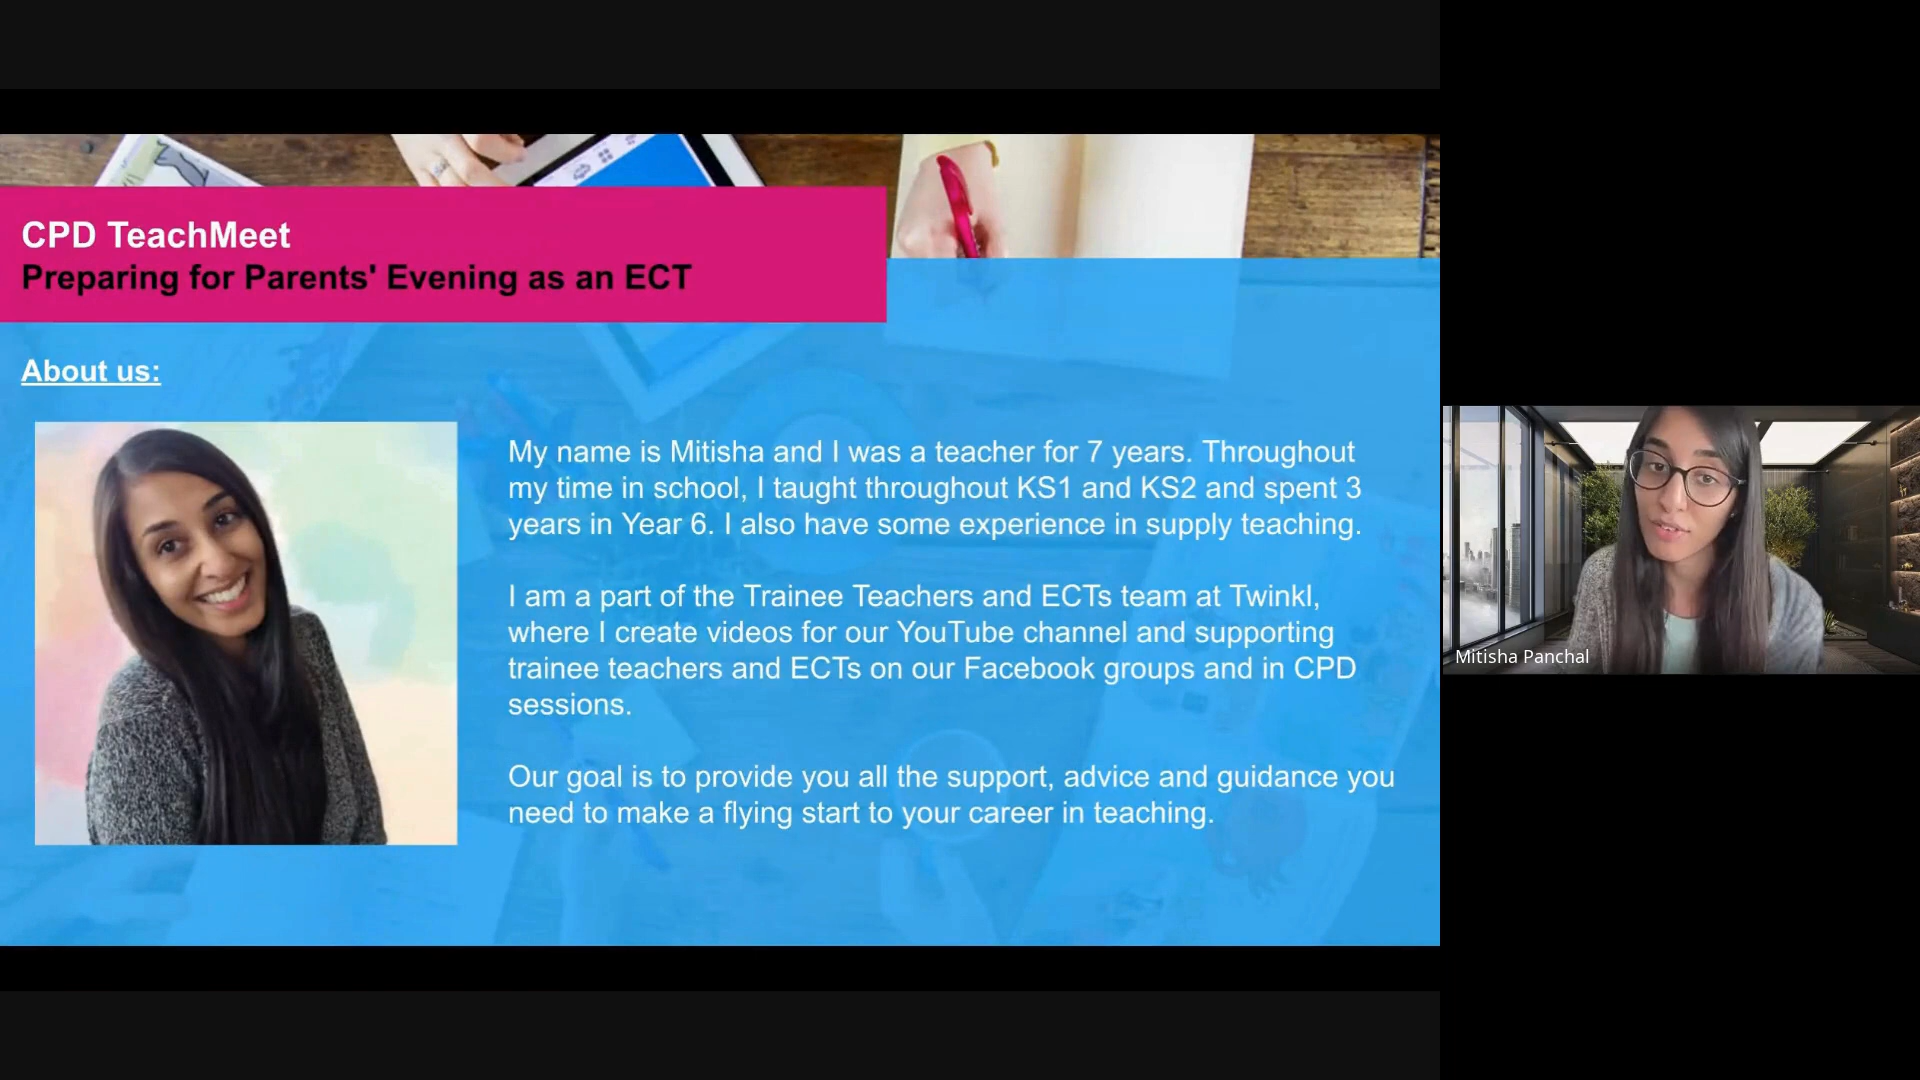 CPD TeachMeet
Preparing for Parents' Evening as an ECT
About us:
My name is Mitisha and I was a teacher for 7 years. Throughout
my time in school, I taught throughout KS1 and KS2 and spent 3
years in Year 6. I also have some experience in supply teaching.
I am a part of the Trainee Teachers and ECTs team at Twinkl,
where I create videos for our YouTube channel and supporting
trainee teachers and ECTs on our Facebook groups and in CPD
sessions.
Our goal is to provide you all the support, advice and guidance you
need to make a flying start to your career in teaching.
Mitisha Panchal